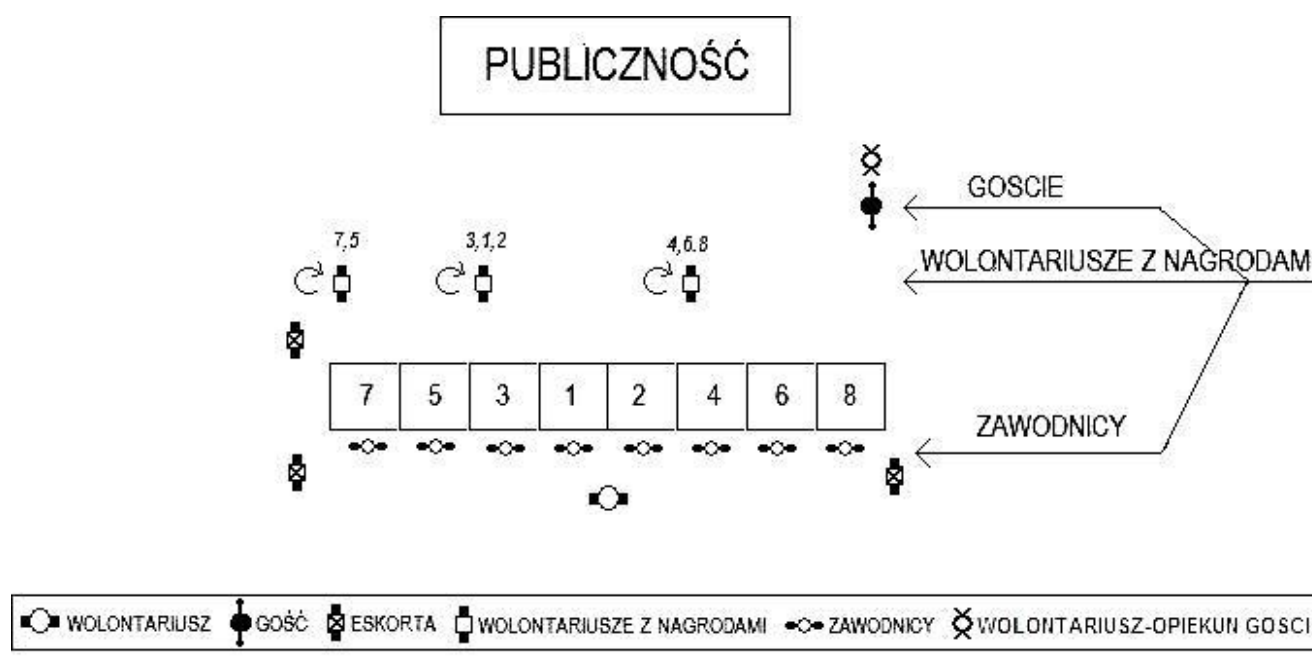 PUBLICZNOŚĆ
GOSCIE
7,5
3,1,2
4,6.8
WOLONTARIUSZE Z NAGRODAM
7 5 3 1 2 4 6 8
ZAWODNICY
WOLONTARIUSZ GOŚĆ ESKORTA WOLONTARIUSZE Z NAGRODAMI ZAWODNICY WOLONTARIUSZ-OPIEKUN GOSCI